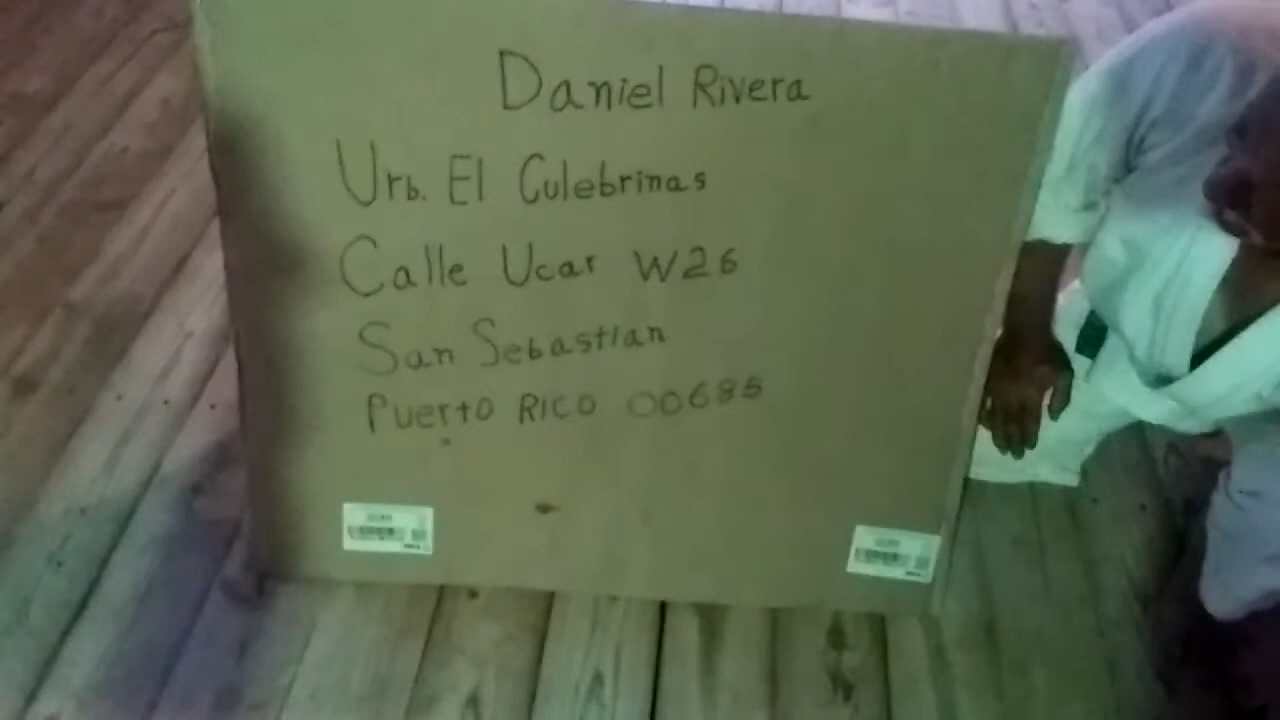 Daniel Rivera
Urb. El Culebrinas
Calle Ucar W26
San Sebastian
Puerto Rico 00685